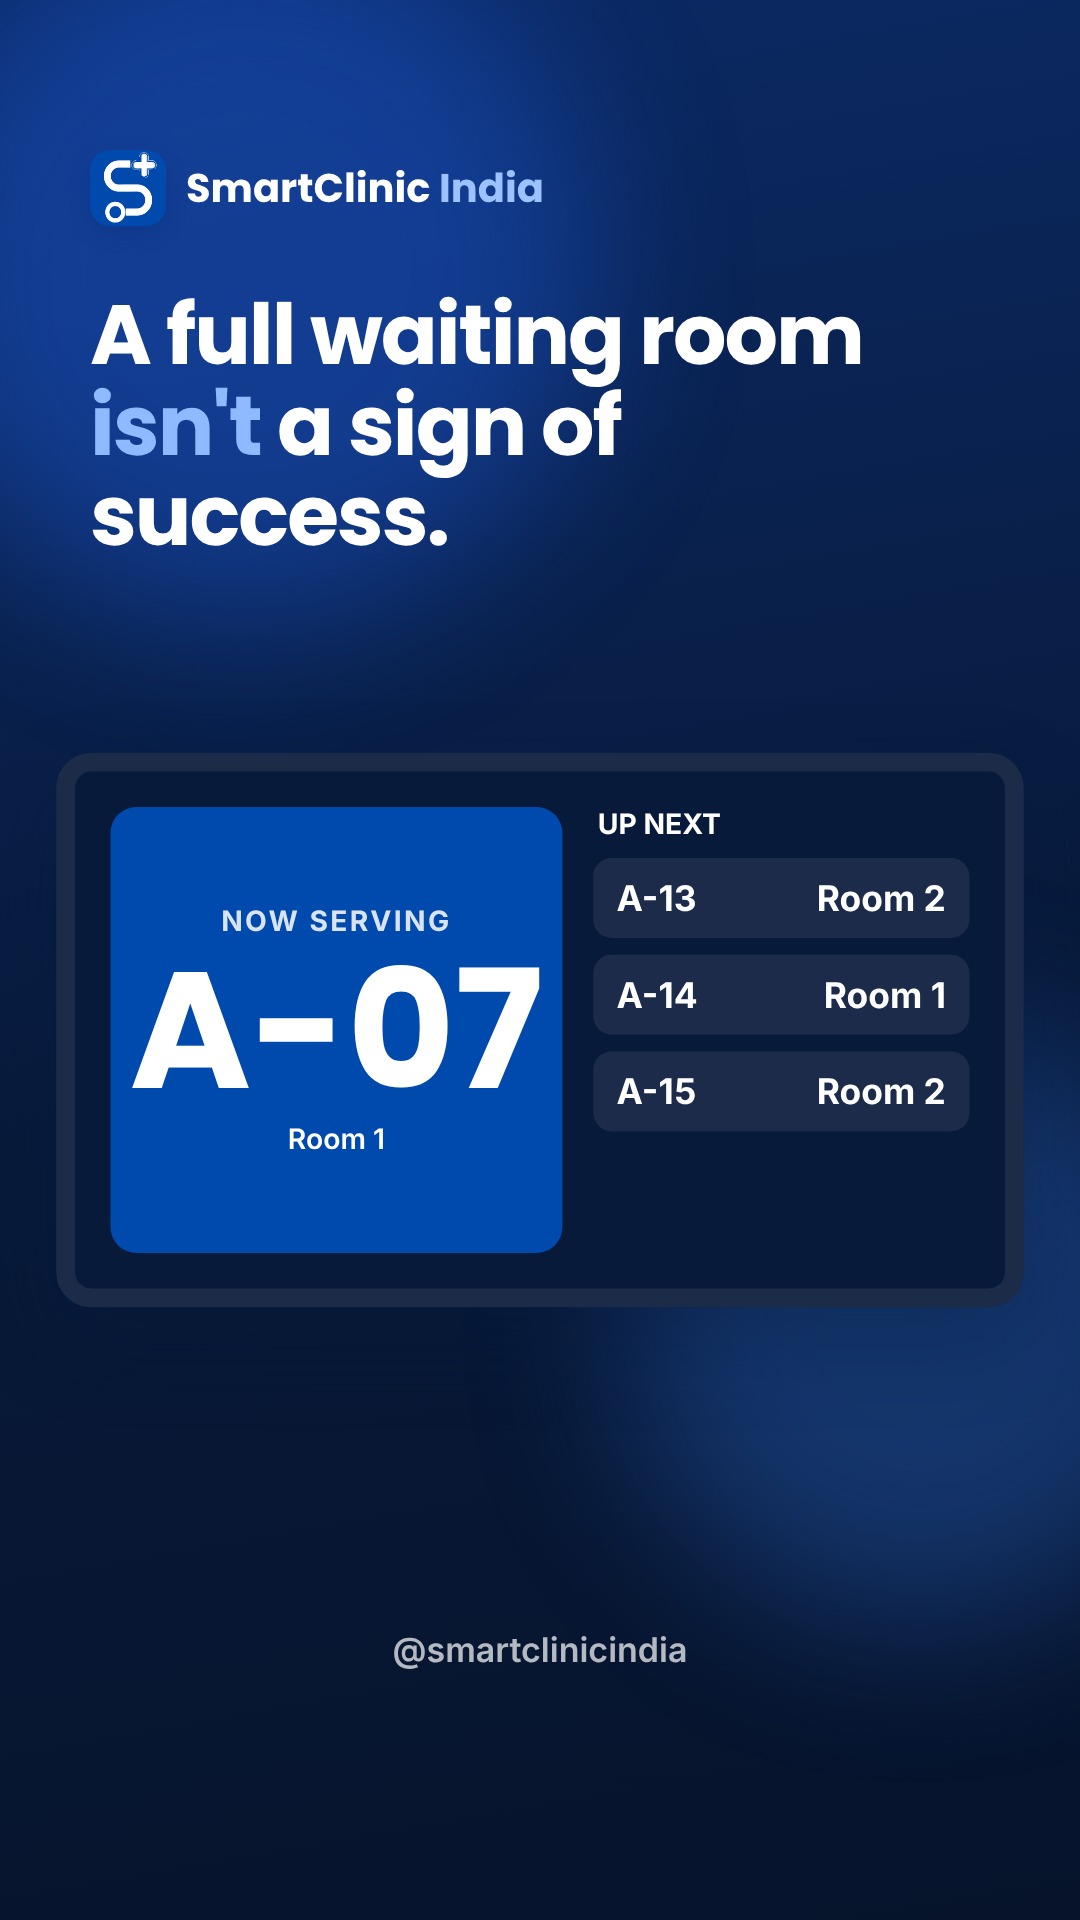 SmartClinic India
A full waiting room
isn't a sign of
success.
NOW SERVING
A-07
Room 1
UP NEXT
A-13 Room 2
A-14 Room 1
A-15 Room 2
@smartclinicindia